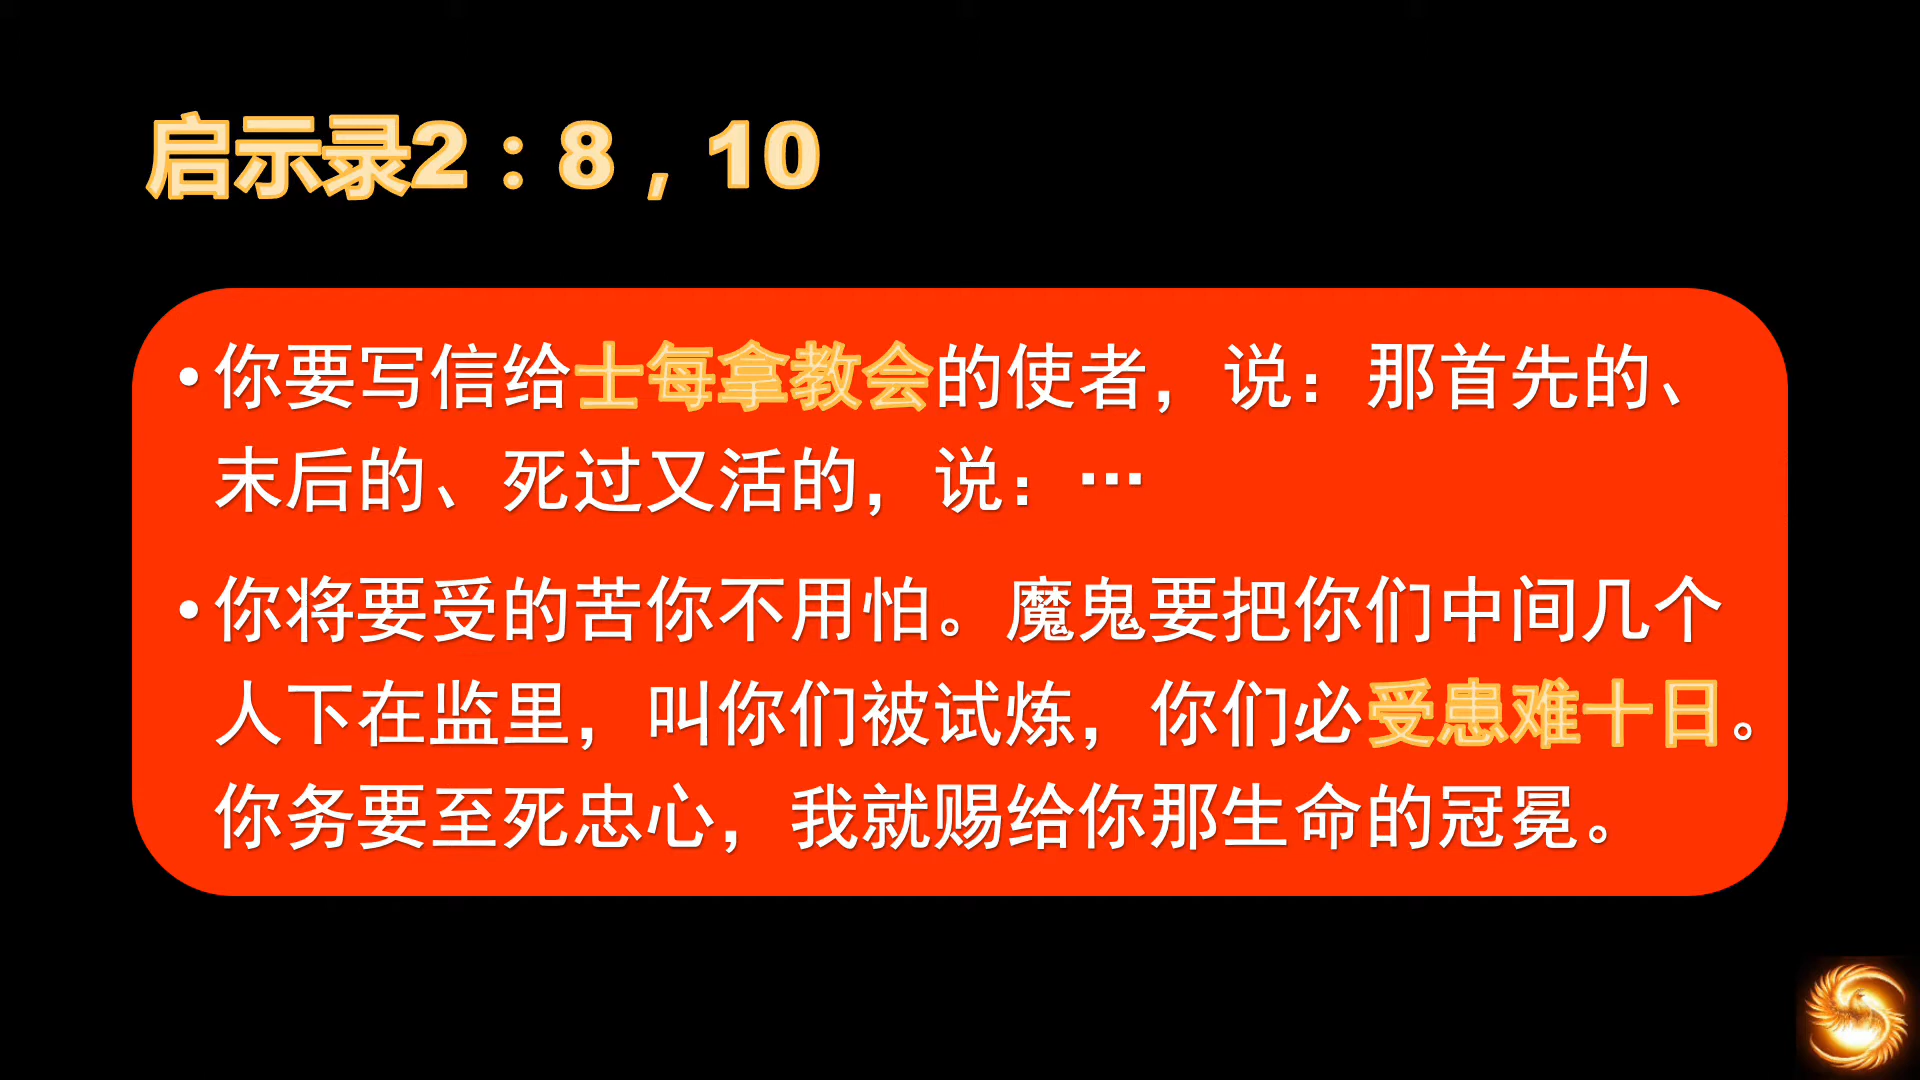 启示录2：8，10
•你要写信给士每拿教会的使者，说：那首先的、
末后的、死过又活的，说：…
•你将要受的苦你不用怕。魔鬼要把你们中间几个
人下在监里，叫你们被试炼，你们必受患难十日。
你务要至死忠心，我就赐给你那生命的冠冕。